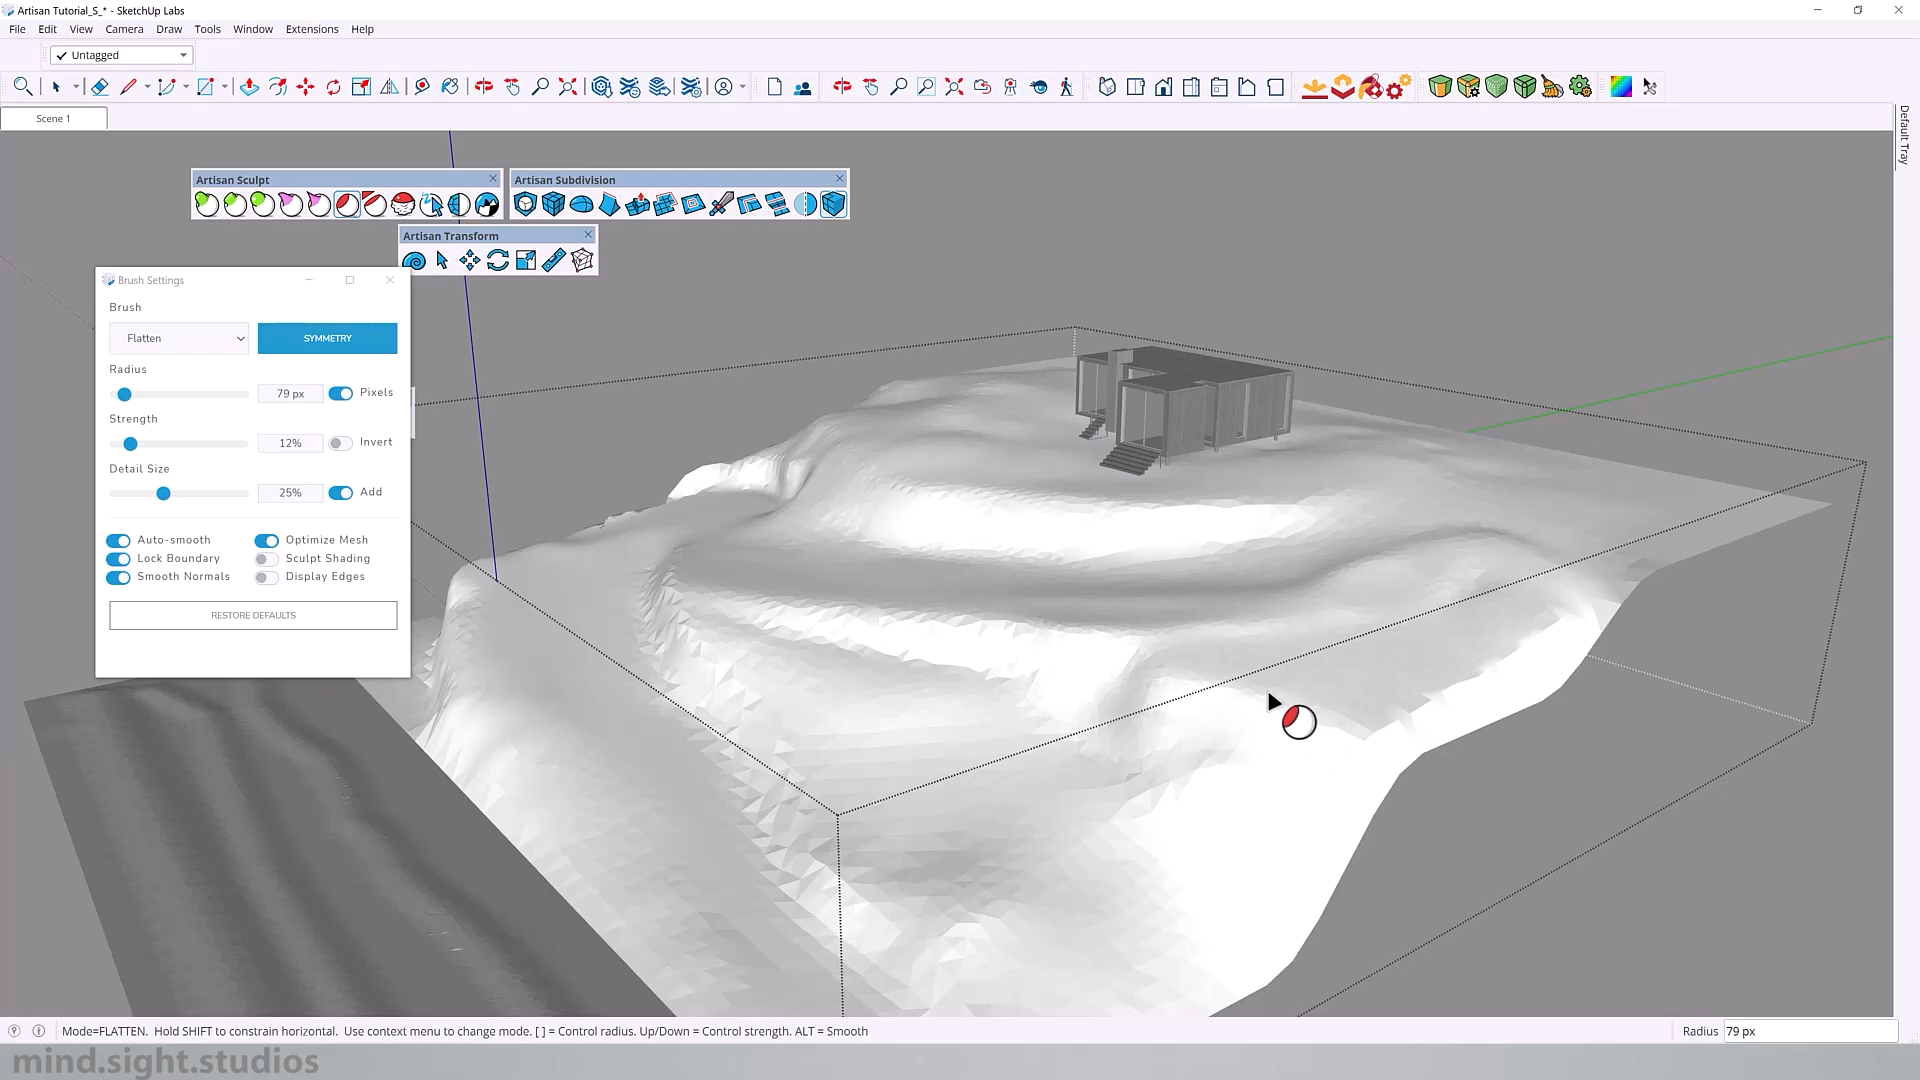 Artisan Tutorial_S_* - SketchUp Labs
File Edit View Camera Draw Tools Window Extensions Help
Untagged
Scene 1
Default Tray
Artisan Sculpt
Artisan Subdivision
Artisan Transform
Brush Settings
Brush
Flatten
SYMMETRY
Radius
79 px Pixels
Strength
12% Invert
Detail Size
25% Add
Auto-smooth Optimize Mesh
Lock Boundary Sculpt Shading
Smooth Normals Display Edges
RESTORE DEFAULTS
Mode=FLATTEN. Hold SHIFT to constrain horizontal. Use context menu to change mode. [ ] = Control radius. Up/Down = Control strength. ALT = Smooth
Radius 79 px
mind.sight.studios